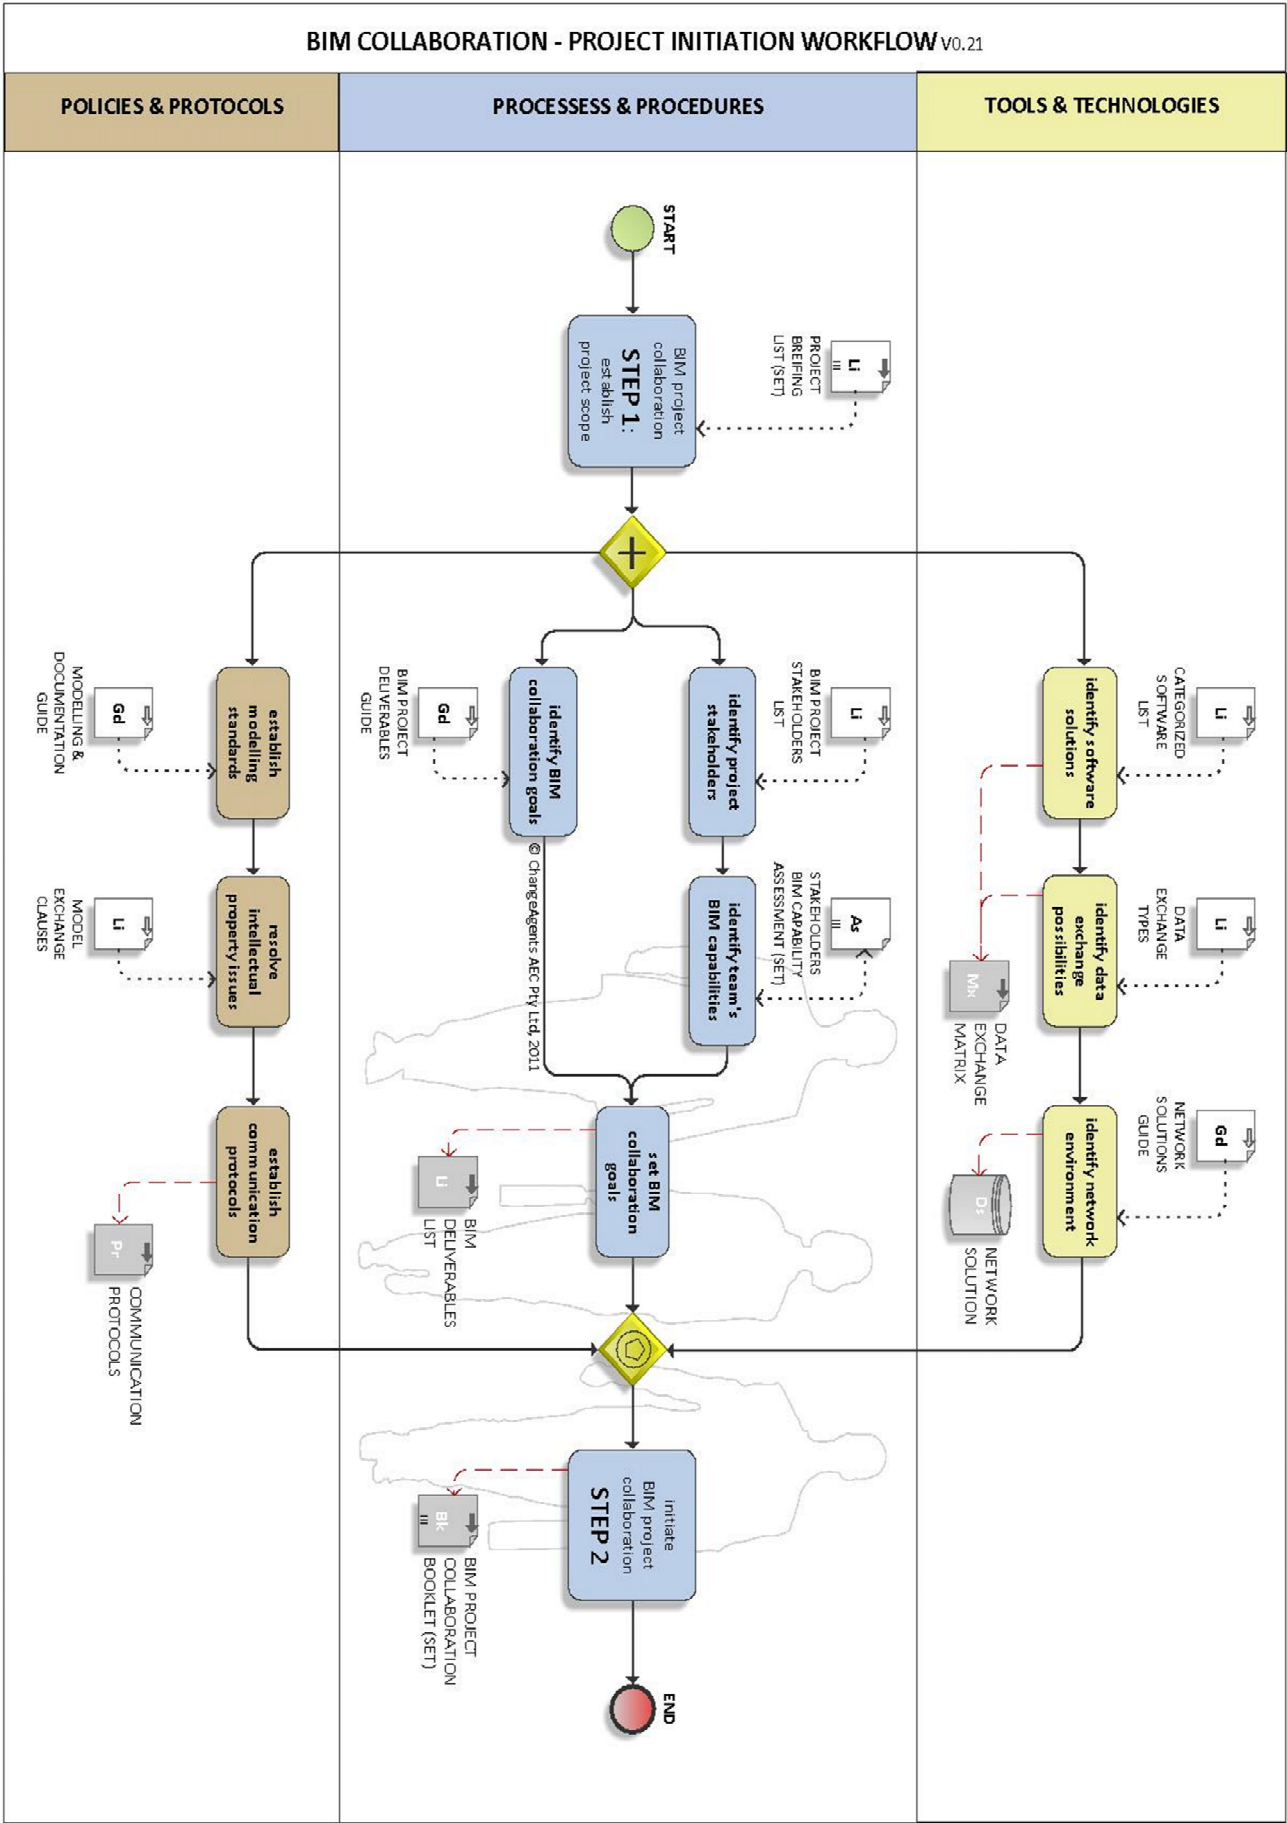 BIM COLLABORATION - PROJECT INITIATION WORKFLOW V0.21
POLICIES & PROTOCOLS
PROCESSESS & PROCEDURES
TOOLS & TECHNOLOGIES
START
BIM project
collaboration
STEP 1:
establish
project scope
Li
PROJECT
BREIFING
LIST (SET)
identify software
solutions
Li
CATEGORIZED
SOFTWARE
LIST
identify data
exchange
possibilities
Li
DATA
EXCHANGE
TYPES
Mx
DATA
EXCHANGE
MATRIX
identify network
environment
Gd
NETWORK
SOLUTIONS
GUIDE
Ds
NETWORK
SOLUTION
identify project
stakeholders
Li
BIM PROJECT
STAKEHOLDERS
LIST
identify team's
BIM capabilities
As
STAKEHOLDERS
BIM CAPABILITY
ASSESSMENT (SET)
identify BIM
collaboration goals
Gd
BIM PROJECT
DELIVERABLES
GUIDE
© ChangeAgents AEC Pty Ltd, 2011
set BIM
collaboration
goals
Li
BIM
DELIVERABLES
LIST
establish
modelling
standards
Gd
MODELLING &
DOCUMENTATION
GUIDE
resolve
intellectual
property issues
Li
MODEL
EXCHANGE
CLAUSES
establish
communication
protocols
Pr
COMMUNICATION
PROTOCOLS
initiate
BIM project
collaboration
STEP 2
Bk
BIM PROJECT
COLLABORATION
BOOKLET (SET)
END